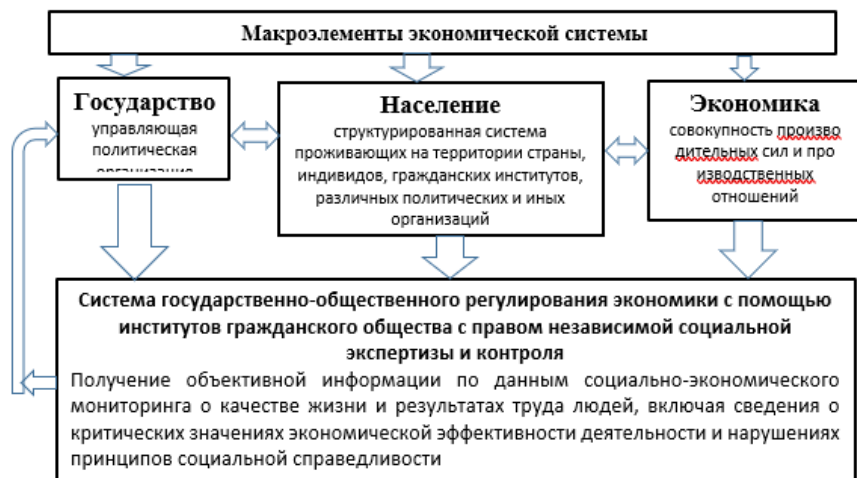 Макроэлементы экономической системы
Государство
управляющая
политическая
организация
Население
структурированная система
проживающих на территории страны,
индивидов, гражданских институтов,
различных политических и иных
организаций
Экономика
совокупность произво
дительных сил и про
изводственных
отношений
Система государственно-общественного регулирования экономики с помощью
институтов гражданского общества с правом независимой социальной
экспертизы и контроля
Получение объективной информации по данным социально-экономического
мониторинга о качестве жизни и результатах труда людей, включая сведения о
критических значениях экономической эффективности деятельности и нарушениях
принципов социальной справедливости